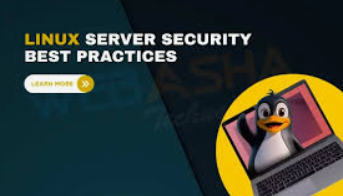 LINUX SERVER SECURITY
BEST PRACTICES
LEARN MORE